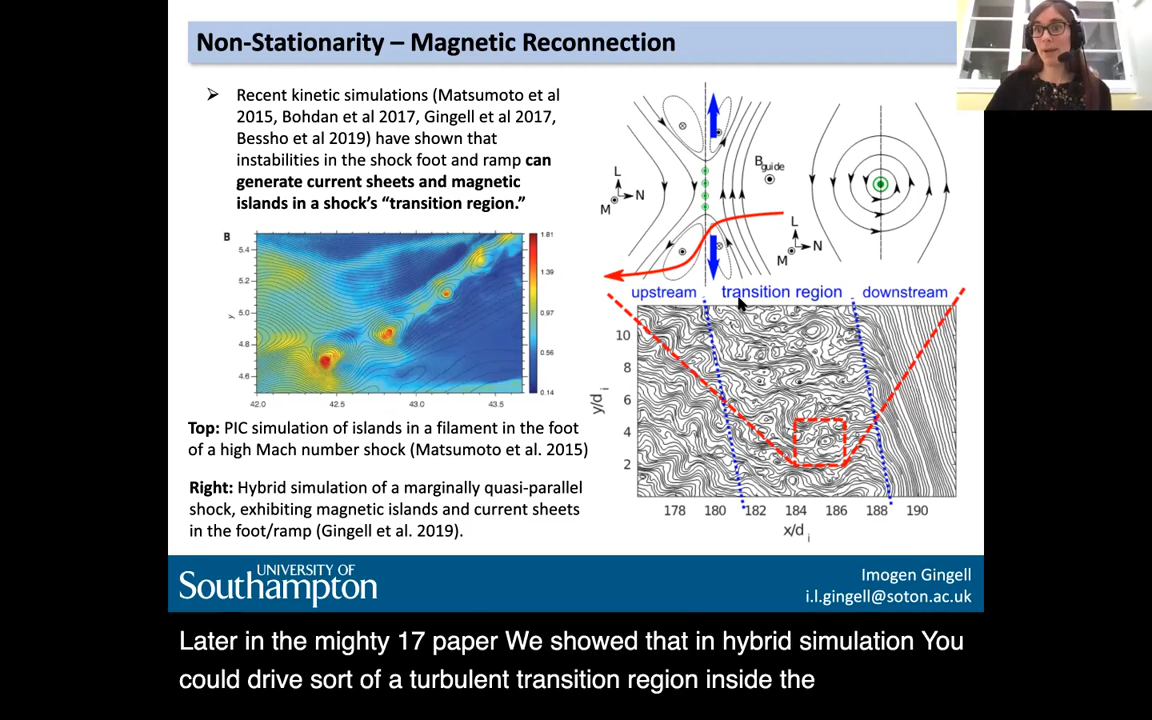 Non-Stationarity – Magnetic Reconnection
➢ Recent kinetic simulations (Matsumoto et al
2015, Bohdan et al 2017, Gingell et al 2017,
Bessho et al 2019) have shown that
instabilities in the shock foot and ramp can
generate current sheets and magnetic
islands in a shock's "transition region."
B
5.4
5.2
5.0
4.8
4.6
y
42.0 42.5 43.0 43.5
1.81
1.39
0.97
0.56
0.14
Top: PIC simulation of islands in a filament in the foot
of a high Mach number shock (Matsumoto et al. 2015)
Right: Hybrid simulation of a marginally quasi-parallel
shock, exhibiting magnetic islands and current sheets
in the foot/ramp (Gingell et al. 2019).
L
M N
Bguide
L
M N
upstream transition region downstream
10
8
6
4
2
y/di
178 180 182 184 186 188 190
x/di
UNIVERSITY OF
Southampton
Imogen Gingell
i.l.gingell@soton.ac.uk
Later in the mighty 17 paper We showed that in hybrid simulation You
could drive sort of a turbulent transition region inside the